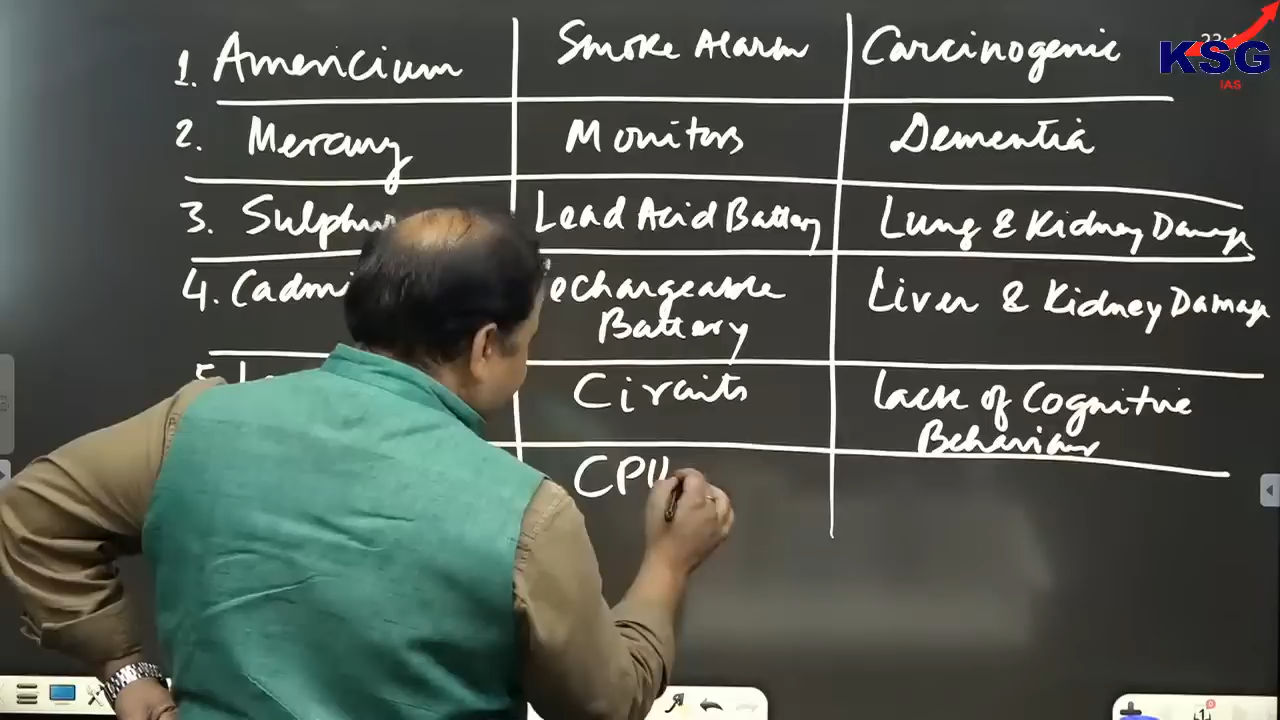 1. Americium Smoke Alarm Carcinogenic
2. Mercury Monitors Dementia
3. Sulphur Lead Acid Battery Lung & Kidney Damage
4. Cadmi echargeable Liver & Kidney Damage
Battery
5. Circuits Lack of Cognitive
Behaviour
CPU
KSG
IAS